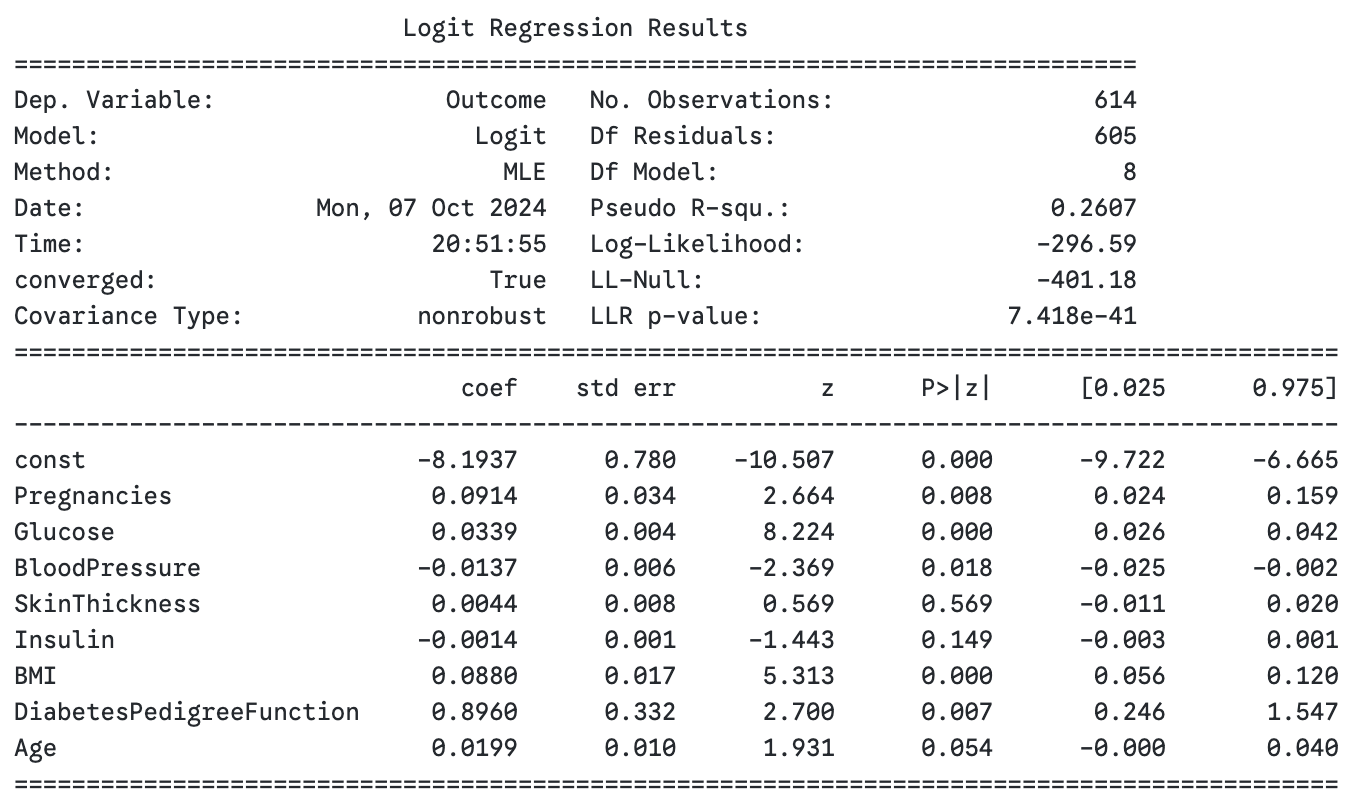 Logit Regression Results
==============================================================================
Dep. Variable:                Outcome   No. Observations:                  614
Model:                          Logit   Df Residuals:                      605
Method:                           MLE   Df Model:                            8
Date:                Mon, 07 Oct 2024   Pseudo R-squ.:                  0.2607
Time:                        20:51:55   Log-Likelihood:                -296.59
converged:                       True   LL-Null:                       -401.18
Covariance Type:            nonrobust   LLR p-value:                 7.418e-41
============================================================================================
                               coef    std err          z      P>|z|      [0.025      0.975]
--------------------------------------------------------------------------------------------
const                       -8.1937      0.780    -10.507      0.000      -9.722      -6.665
Pregnancies                  0.0914      0.034      2.664      0.008       0.024       0.159
Glucose                      0.0339      0.004      8.224      0.000       0.026       0.042
BloodPressure               -0.0137      0.006     -2.369      0.018      -0.025      -0.002
SkinThickness                0.0044      0.008      0.569      0.569      -0.011       0.020
Insulin                     -0.0014      0.001     -1.443      0.149      -0.003       0.001
BMI                          0.0880      0.017      5.313      0.000       0.056       0.120
DiabetesPedigreeFunction     0.8960      0.332      2.700      0.007       0.246       1.547
Age                          0.0199      0.010      1.931      0.054      -0.000       0.040
============================================================================================